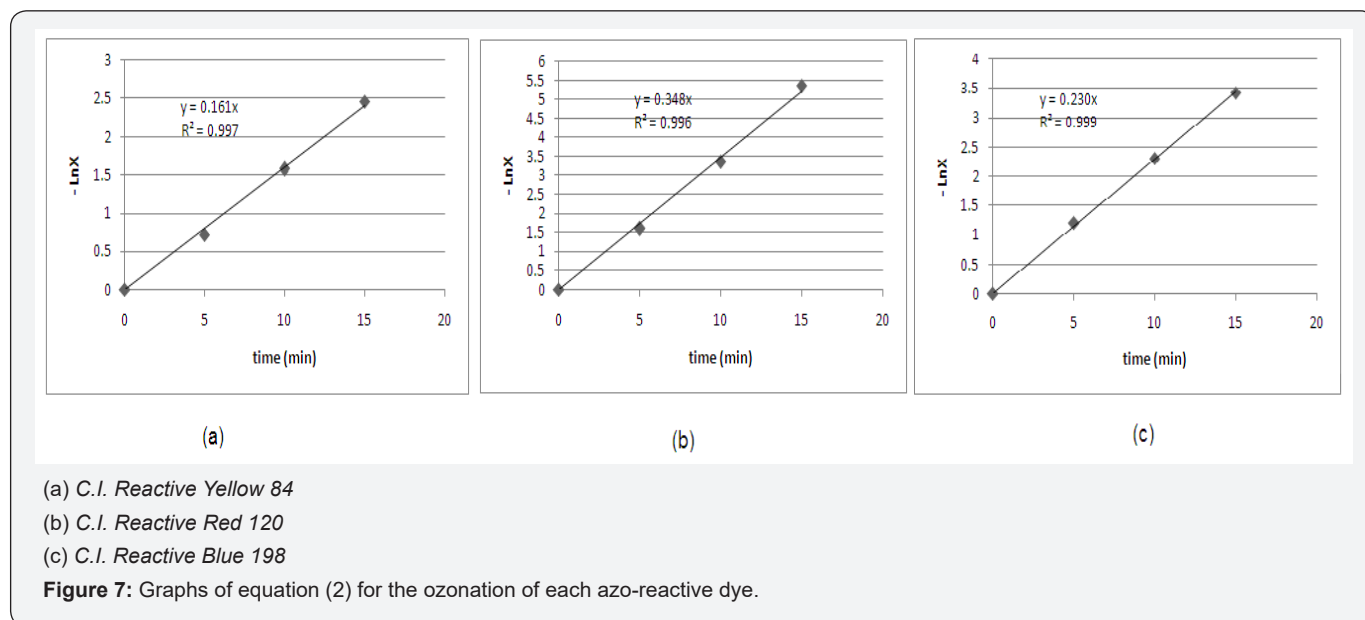 3
2.5
2
1.5
1
0.5
0
- LnX
y = 0.161x
R² = 0.997
0 5 10 15 20
time (min)
(a)
6
5.5
5
4.5
4
3.5
3
2.5
2
1.5
1
0.5
0
- LnX
y = 0.348x
R² = 0.996
0 5 10 15 20
time (min)
(b)
4
3.5
3
2.5
2
1.5
1
0.5
0
- LnX
y = 0.230x
R² = 0.999
0 5 10 15 20
time (min)
(c)
(a) C.I. Reactive Yellow 84
(b) C.I. Reactive Red 120
(c) C.I. Reactive Blue 198
Figure 7: Graphs of equation (2) for the ozonation of each azo-reactive dye.